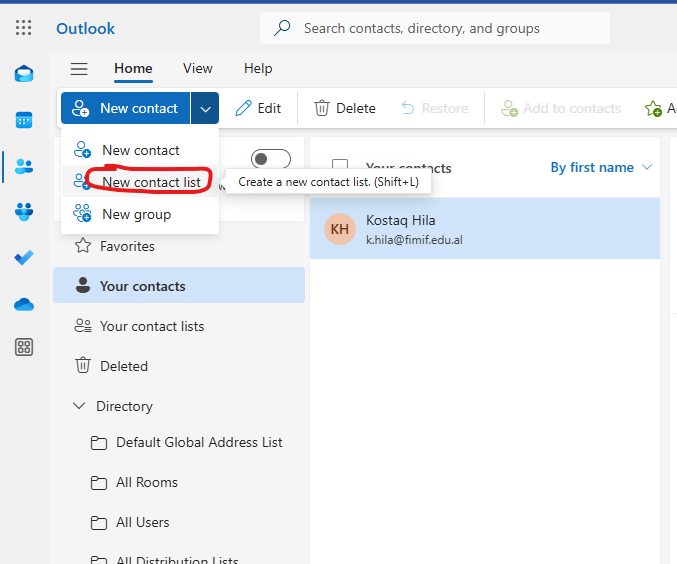 Outlook
Search contacts, directory, and groups
Home View Help
New contact Edit Delete Restore Add to contacts
New contact
New contact list
New group
Create a new contact list. (Shift+L)
Your contacts By first name
KH Kostaq Hila
k.hila@fimif.edu.al
Favorites
Your contacts
Your contact lists
Deleted
Directory
Default Global Address List
All Rooms
All Users
All Distribution Lists